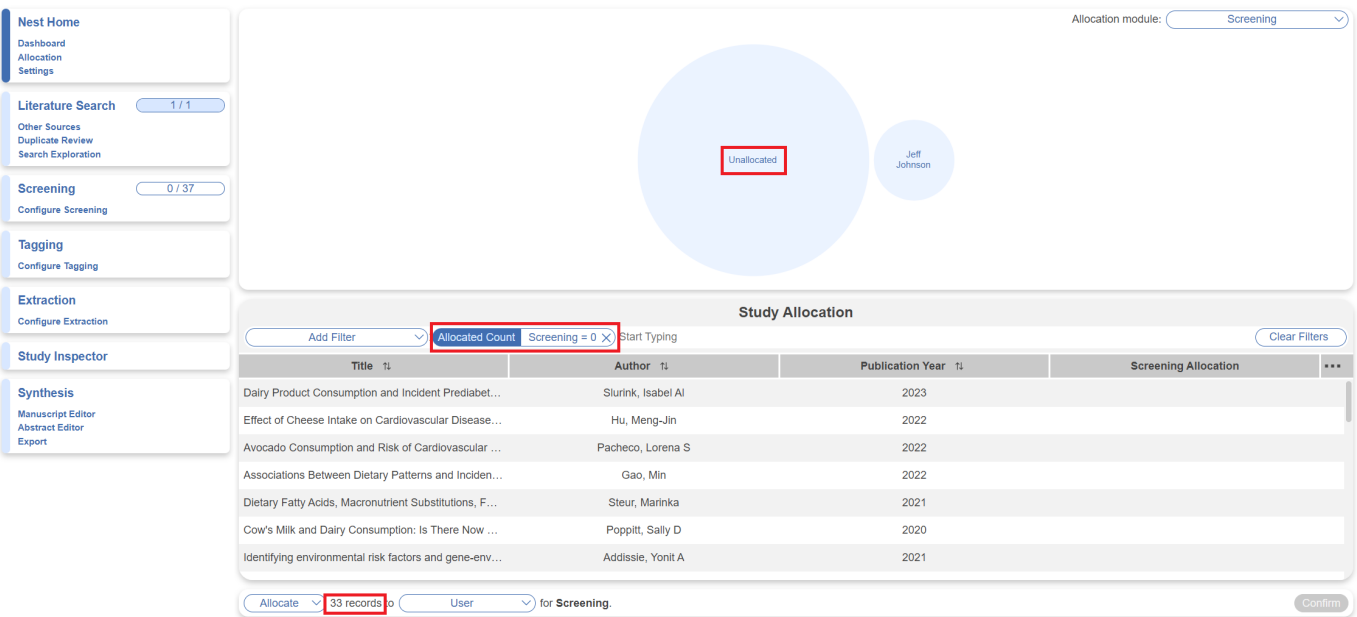 Nest Home
Dashboard
Allocation
Settings
Literature Search 1 / 1
Other Sources
Duplicate Review
Search Exploration
Screening 0 / 37
Configure Screening
Tagging
Configure Tagging
Extraction
Configure Extraction
Study Inspector
Synthesis
Manuscript Editor
Abstract Editor
Export
Allocation module: Screening
Unallocated
Jeff
Johnson
Study Allocation
Add Filter Allocated Count Screening = 0 Start Typing Clear Filters
Title Author Publication Year Screening Allocation
Dairy Product Consumption and Incident Prediabet... Slurink, Isabel Al 2023
Effect of Cheese Intake on Cardiovascular Disease... Hu, Meng-Jin 2022
Avocado Consumption and Risk of Cardiovascular ... Pacheco, Lorena S 2022
Associations Between Dietary Patterns and Inciden... Gao, Min 2022
Dietary Fatty Acids, Macronutrient Substitutions, F... Steur, Marinka 2021
Cow's Milk and Dairy Consumption: Is There Now ... Poppitt, Sally D 2020
Identifying environmental risk factors and gene-env... Addissie, Yonit A 2021
Allocate 33 records to User for Screening. Confirm